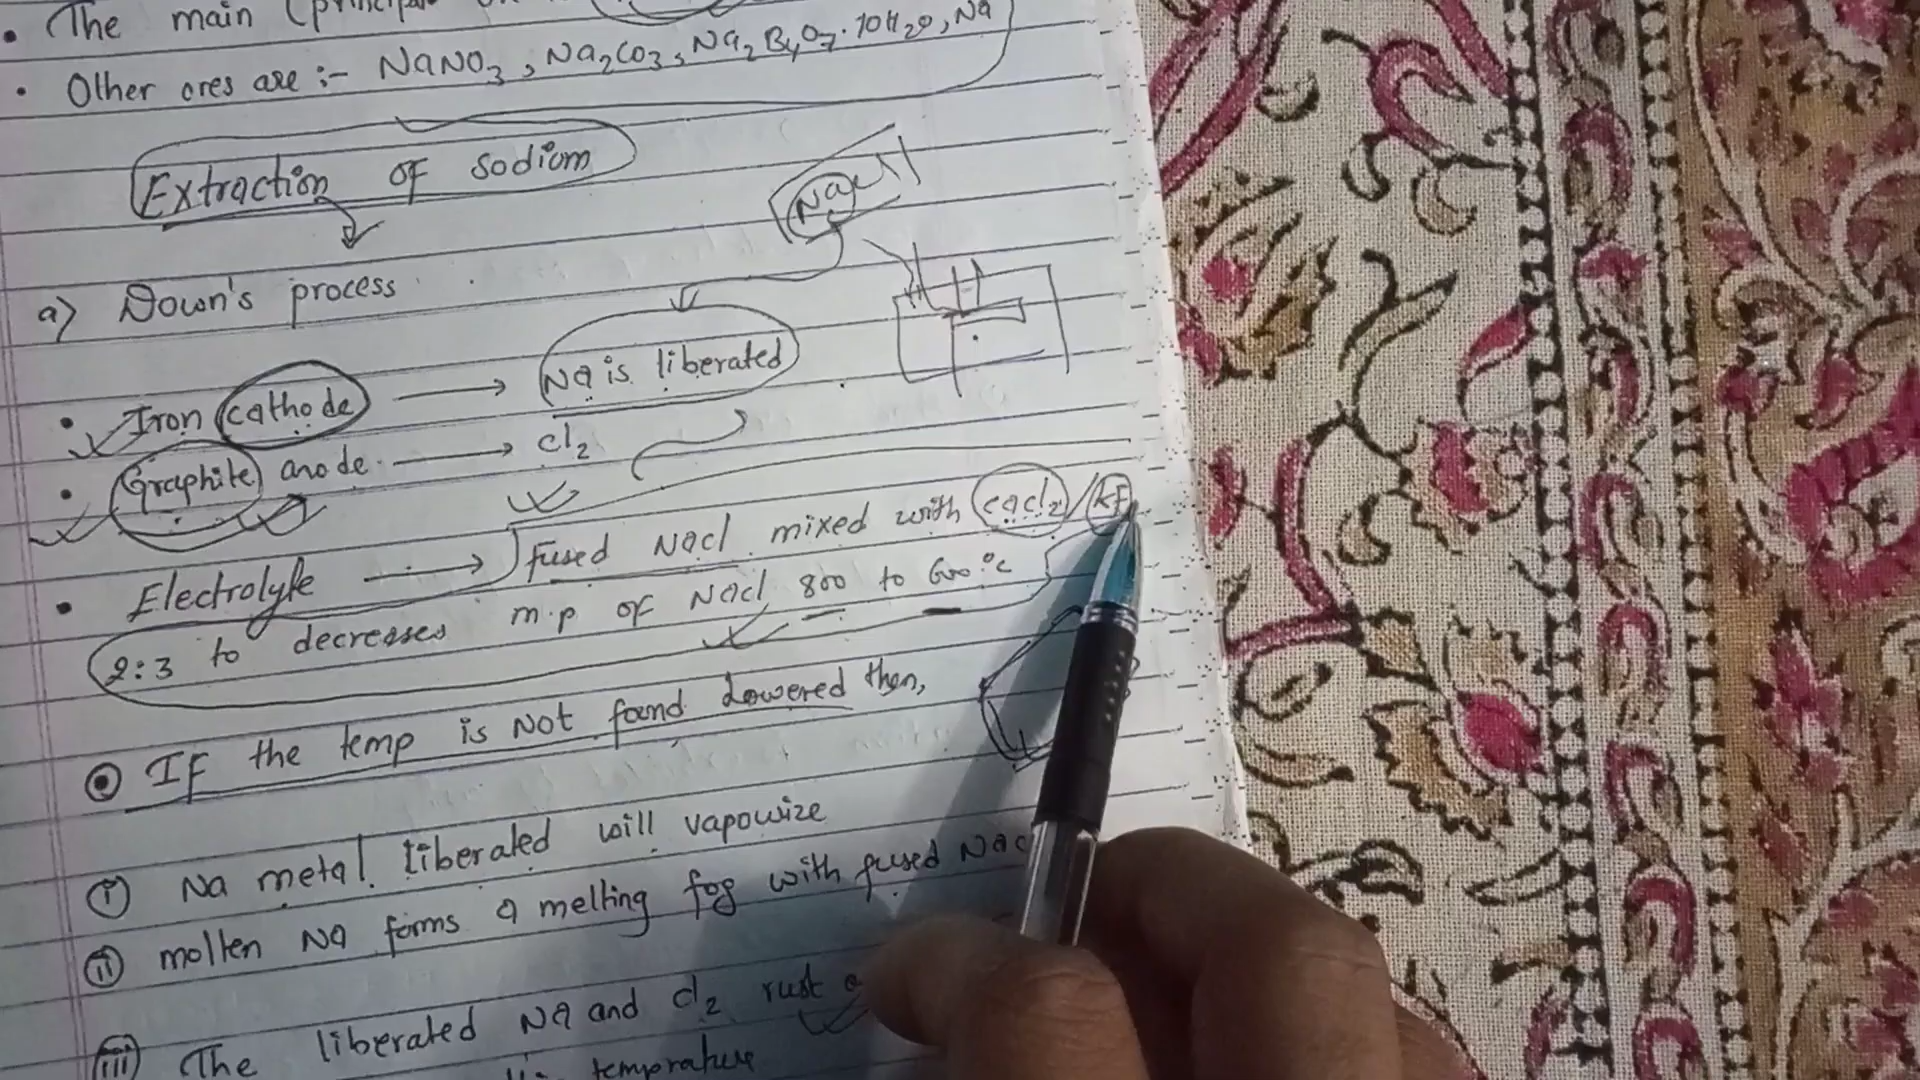 • The main (principal
• Other ores are :- NaNO3, Na2CO3, Na2B4O7.10H2O, Na
Extraction of sodium
NaCl
a) Down's process
• Iron cathode → Na is liberated
• Graphite anode → Cl2
• Electrolyte → Fused NaCl mixed with CaCl2/KF
2:3 to decreases m.p of NaCl 800 to 600°C
IF the temp is Not found Lowered then,
(i) Na metal liberated will vapourize
(ii) molten Na forms a melting fog with fused NaC
(iii) The liberated Na and Cl2
temprature